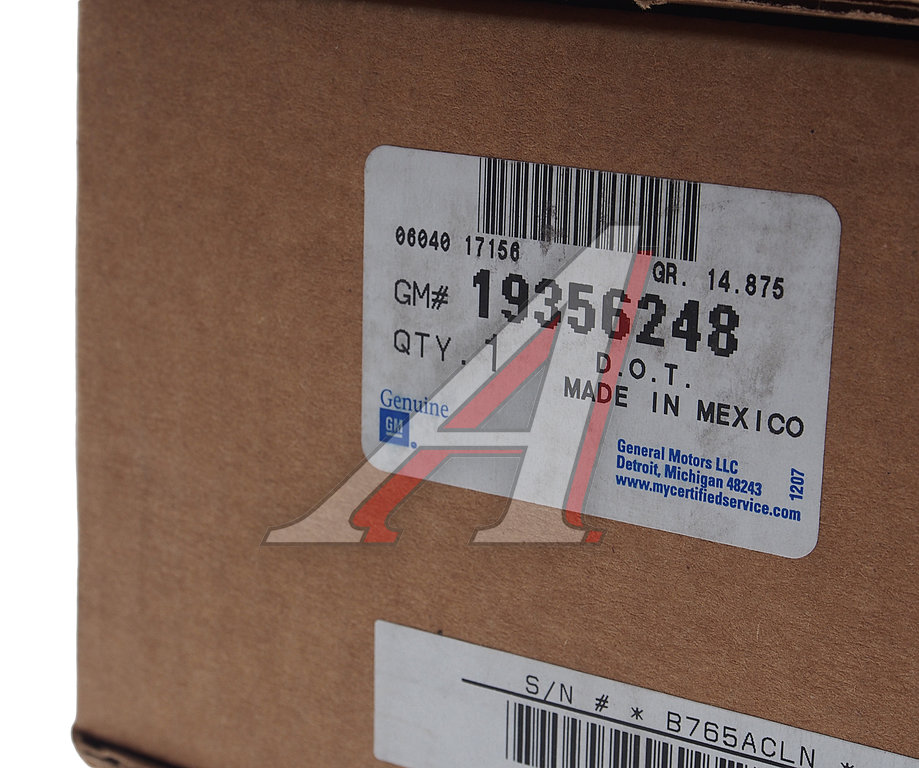 06040 17156
GR. 14.875
GM# 19356248
QTY. 1
D.O.T.
MADE IN MEXICO
Genuine
GM
General Motors LLC
Detroit, Michigan 48243
www.mycertifiedservice.com
1207
S/N # * B765ACLN *